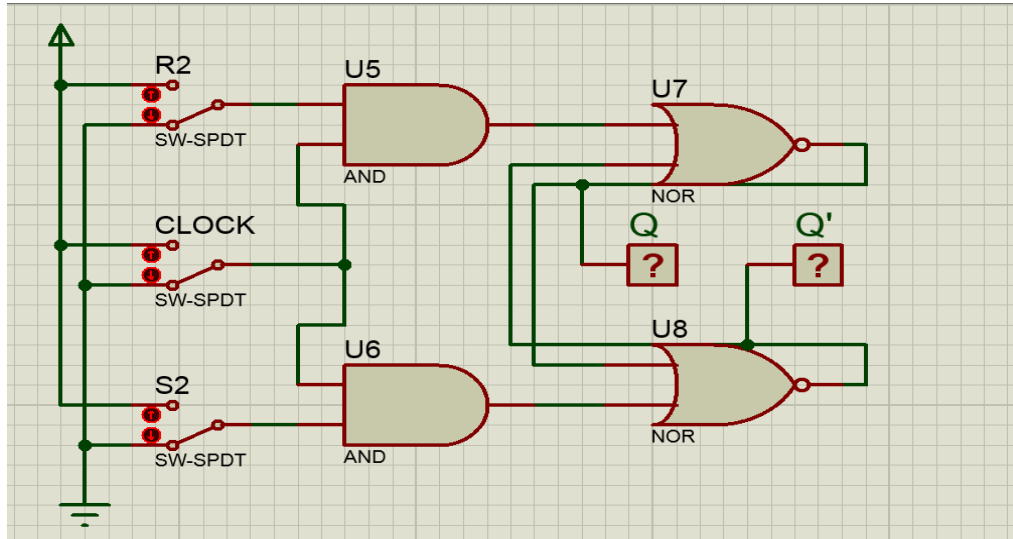 R2
SW-SPDT
U5
AND
U7
NOR
CLOCK
SW-SPDT
Q
?
Q'
?
S2
SW-SPDT
U6
AND
U8
NOR